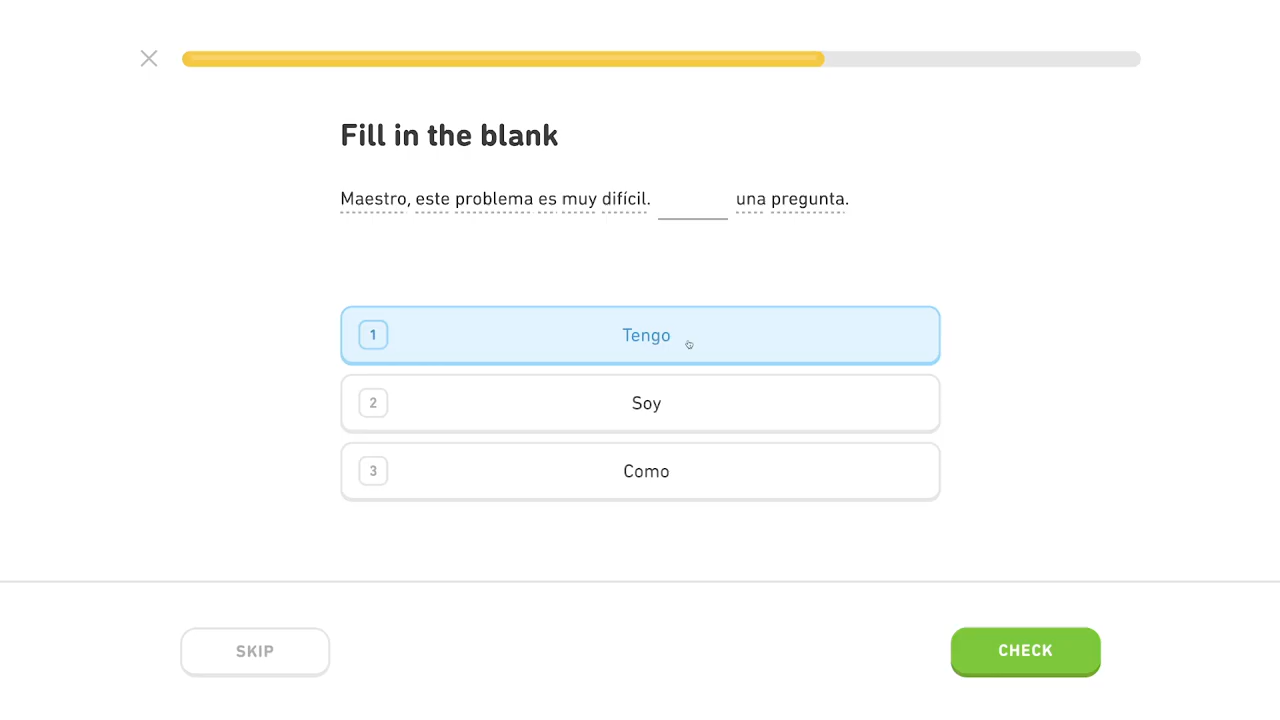 Fill in the blank
Maestro, este problema es muy difícil. una pregunta.
1 Tengo
2 Soy
3 Como
SKIP CHECK